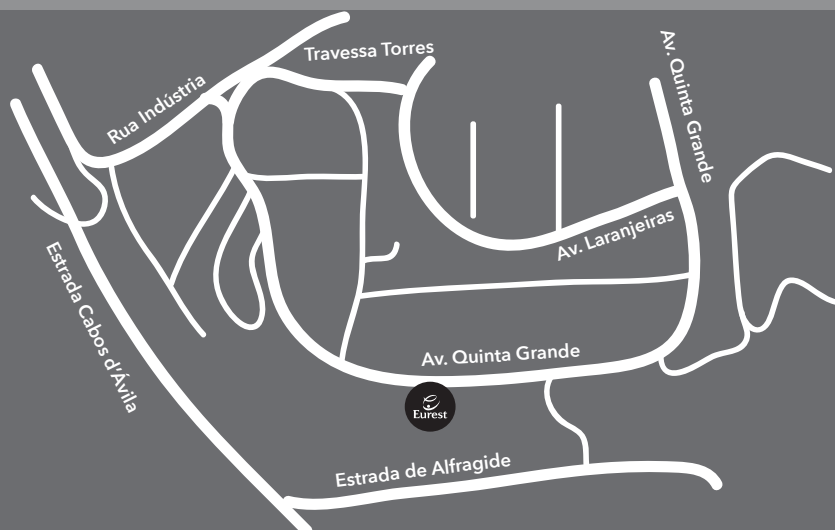 Travessa Torres
Av. Quinta Grande
Rua Indústria
Av. Laranjeiras
Estrada Cabos d'Ávila
Av. Quinta Grande
Eurest
Estrada de Alfragide